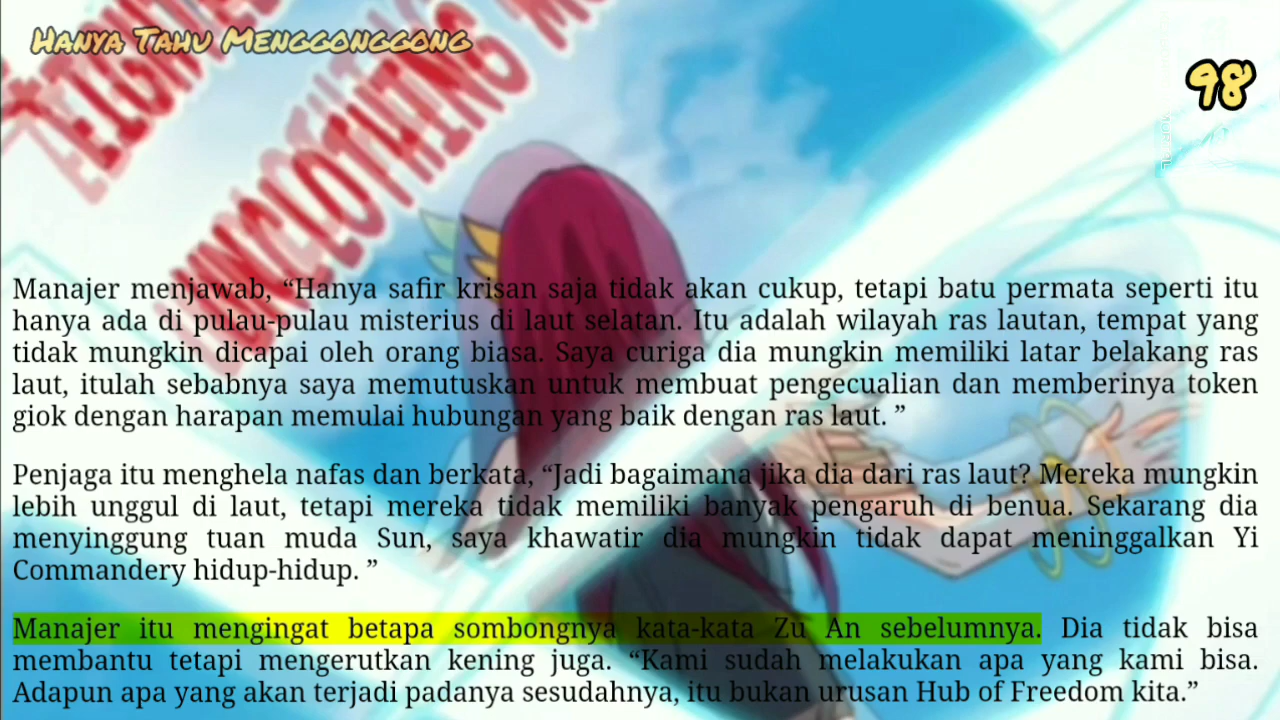 Hanya Tahu Menggonggong
98
Manajer menjawab, “Hanya safir krisan saja tidak akan cukup, tetapi batu permata seperti itu
hanya ada di pulau-pulau misterius di laut selatan. Itu adalah wilayah ras lautan, tempat yang
tidak mungkin dicapai oleh orang biasa. Saya curiga dia mungkin memiliki latar belakang ras
laut, itulah sebabnya saya memutuskan untuk membuat pengecualian dan memberinya token
giok dengan harapan memulai hubungan yang baik dengan ras laut. ”
Penjaga itu menghela nafas dan berkata, “Jadi bagaimana jika dia dari ras laut? Mereka mungkin
lebih unggul di laut, tetapi mereka tidak memiliki banyak pengaruh di benua. Sekarang dia
menyinggung tuan muda Sun, saya khawatir dia mungkin tidak dapat meninggalkan Yi
Commandery hidup-hidup. ”
Manajer itu mengingat betapa sombongnya kata-kata Zu An sebelumnya. Dia tidak bisa
membantu tetapi mengerutkan kening juga. “Kami sudah melakukan apa yang kami bisa.
Adapun apa yang akan terjadi padanya sesudahnya, itu bukan urusan Hub of Freedom kita.”